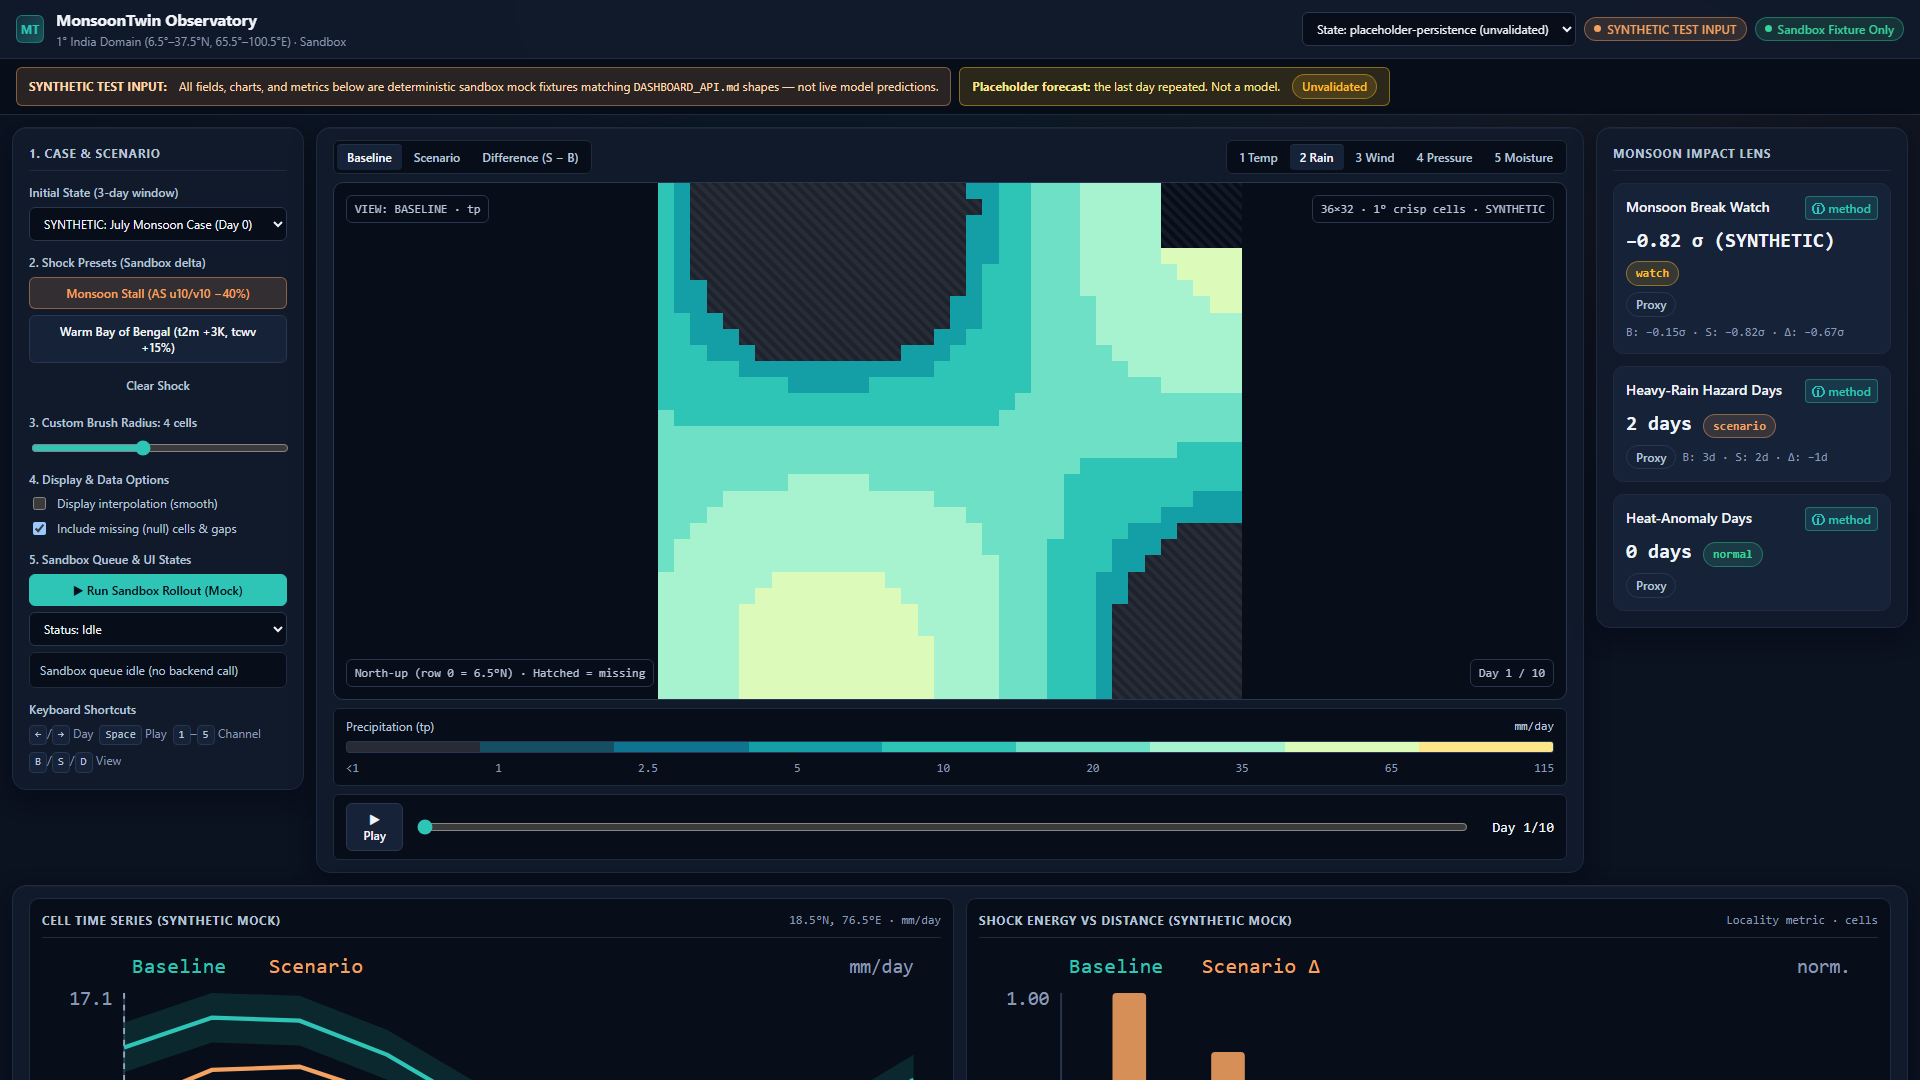 MT
MonsoonTwin Observatory
1° India Domain (6.5°–37.5°N, 65.5°–100.5°E) · Sandbox
State: placeholder-persistence (unvalidated)
SYNTHETIC TEST INPUT
Sandbox Fixture Only
SYNTHETIC TEST INPUT: All fields, charts, and metrics below are deterministic sandbox mock fixtures matching DASHBOARD_API.md shapes — not live model predictions.
Placeholder forecast: the last day repeated. Not a model. Unvalidated
1. CASE & SCENARIO
Initial State (3-day window)
SYNTHETIC: July Monsoon Case (Day 0)
2. Shock Presets (Sandbox delta)
Monsoon Stall (AS u10/v10 −40%)
Warm Bay of Bengal (t2m +3K, tcwv
+15%)
Clear Shock
3. Custom Brush Radius: 4 cells
4. Display & Data Options
Display interpolation (smooth)
Include missing (null) cells & gaps
5. Sandbox Queue & UI States
▶ Run Sandbox Rollout (Mock)
Status: Idle
Sandbox queue idle (no backend call)
Keyboard Shortcuts
←/→ Day Space Play 1–5 Channel
B/S/D View
Baseline Scenario Difference (S − B)
1 Temp 2 Rain 3 Wind 4 Pressure 5 Moisture
VIEW: BASELINE · tp
36×32 · 1° crisp cells · SYNTHETIC
North-up (row 0 = 6.5°N) · Hatched = missing
Day 1 / 10
Precipitation (tp)
mm/day
<1 1 2.5 5 10 20 35 65 115
▶
Play
Day 1/10
MONSOON IMPACT LENS
Monsoon Break Watch
ⓘ method
−0.82 σ (SYNTHETIC)
watch
Proxy
B: −0.15σ · S: −0.82σ · Δ: −0.67σ
Heavy-Rain Hazard Days
ⓘ method
2 days scenario
Proxy B: 3d · S: 2d · Δ: −1d
Heat-Anomaly Days
ⓘ method
0 days normal
Proxy
CELL TIME SERIES (SYNTHETIC MOCK)
18.5°N, 76.5°E · mm/day
Baseline Scenario mm/day
17.1
SHOCK ENERGY VS DISTANCE (SYNTHETIC MOCK)
Locality metric · cells
Baseline Scenario Δ norm.
1.00